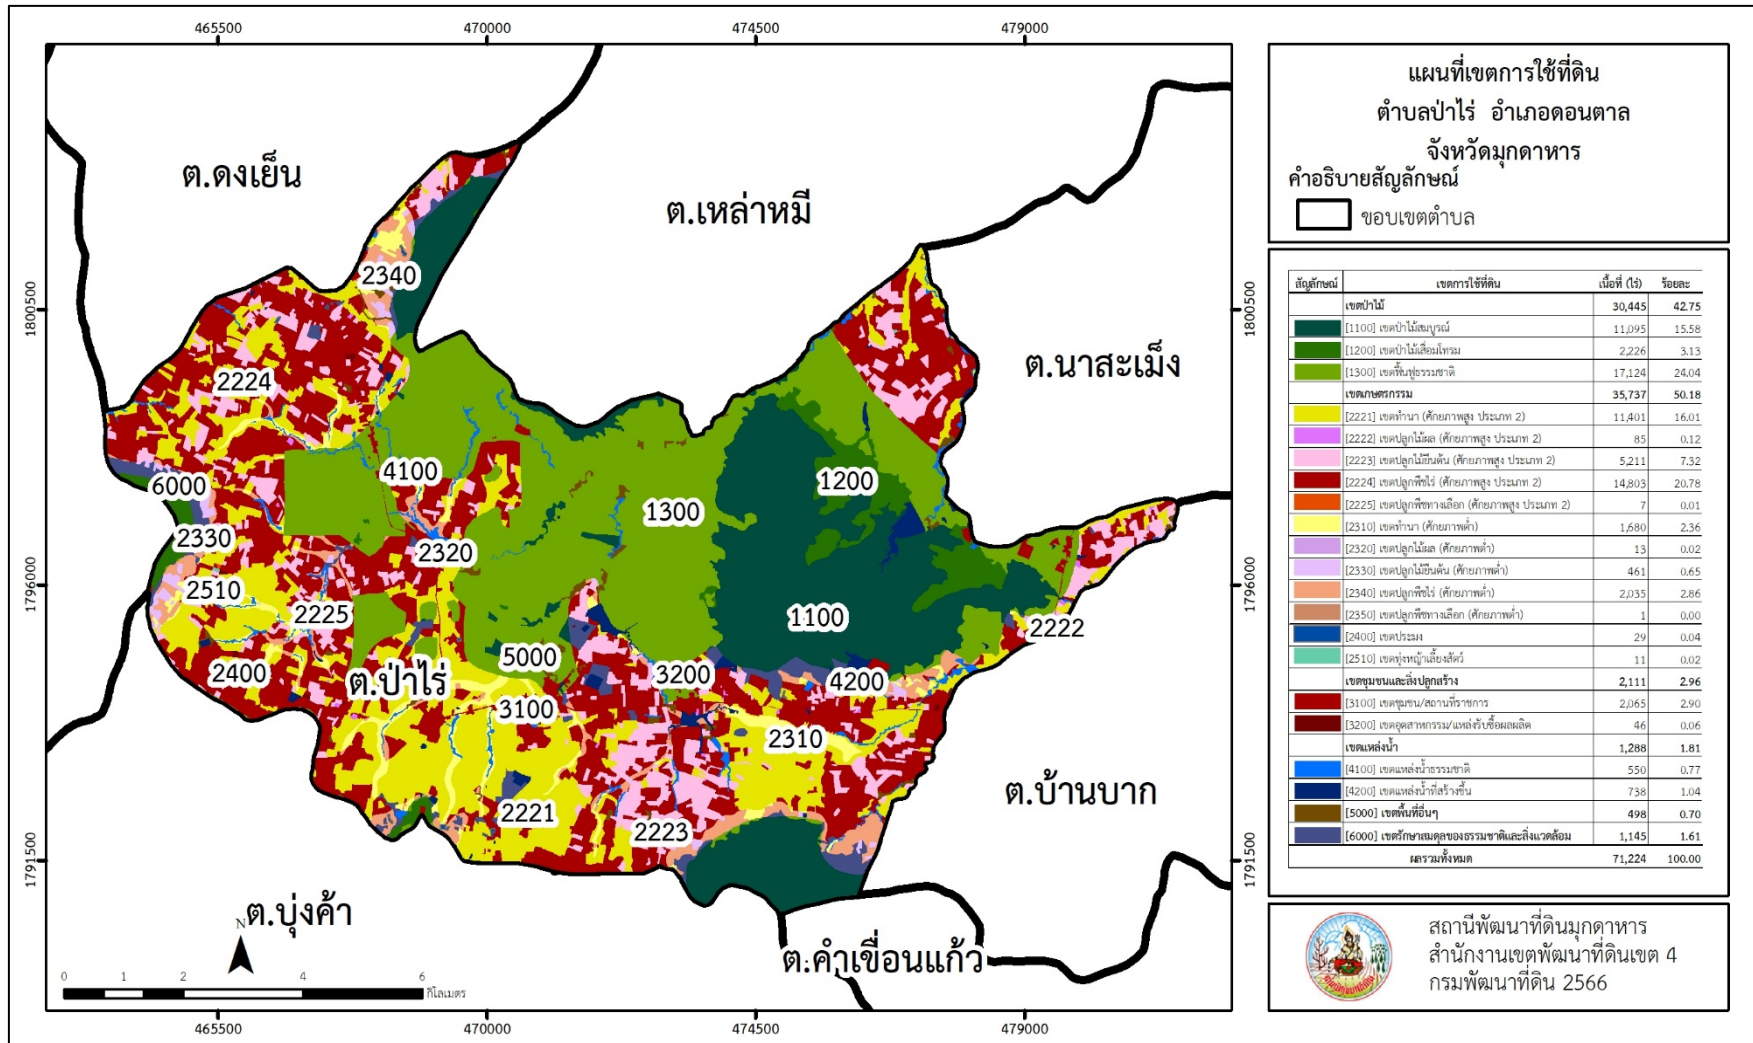 465500 470000 474500 479000
แผนที่เขตการใช้ที่ดิน
ตำบลป่าไร่ อำเภอดอนตาล
จังหวัดมุกดาหาร
คำอธิบายสัญลักษณ์
ขอบเขตตำบล
ต.ดงเย็น
ต.เหล่าหมี
ต.นาสะเม็ง
ต.ป่าไร่
ต.บ้านบาก
ต.บุ่งค้า
ต.คำเขื่อนแก้ว
2340
2224
6000
4100
1200
1300
2330
2320
2510
2225
1100
2222
2400
5000
3200
4200
3100
2310
2221
2223
1800500 1800500
1796000 1796000
1791500 1791500
N
0 1 2 4 6
กิโลเมตร
465500 470000 474500 479000
สัญลักษณ์ เขตการใช้ที่ดิน เนื้อที่ (ไร่) ร้อยละ
เขตป่าไม้ 30,445 42.75
[1100] เขตป่าไม้สมบูรณ์ 11,095 15.58
[1200] เขตป่าไม้เสื่อมโทรม 2,226 3.13
[1300] เขตฟื้นฟูธรรมชาติ 17,124 24.04
เขตเกษตรกรรม 35,737 50.18
[2221] เขตทำนา (ศักยภาพสูง ประเภท 2) 11,401 16.01
[2222] เขตปลูกไม้ผล (ศักยภาพสูง ประเภท 2) 85 0.12
[2223] เขตปลูกไม้ยืนต้น (ศักยภาพสูง ประเภท 2) 5,211 7.32
[2224] เขตปลูกพืชไร่ (ศักยภาพสูง ประเภท 2) 14,803 20.78
[2225] เขตปลูกพืชทางเลือก (ศักยภาพสูง ประเภท 2) 7 0.01
[2310] เขตทำนา (ศักยภาพต่ำ) 1,680 2.36
[2320] เขตปลูกไม้ผล (ศักยภาพต่ำ) 13 0.02
[2330] เขตปลูกไม้ยืนต้น (ศักยภาพต่ำ) 461 0.65
[2340] เขตปลูกพืชไร่ (ศักยภาพต่ำ) 2,035 2.86
[2350] เขตปลูกพืชทางเลือก (ศักยภาพต่ำ) 1 0.00
[2400] เขตประมง 29 0.04
[2510] เขตทุ่งหญ้าเลี้ยงสัตว์ 11 0.02
เขตชุมชนและสิ่งปลูกสร้าง 2,111 2.96
[3100] เขตชุมชน/สถานที่ราชการ 2,065 2.90
[3200] เขตอุตสาหกรรม/แหล่งรับซื้อผลผลิต 46 0.06
เขตแหล่งน้ำ 1,288 1.81
[4100] เขตแหล่งน้ำธรรมชาติ 550 0.77
[4200] เขตแหล่งน้ำที่สร้างขึ้น 738 1.04
[5000] เขตพื้นที่อื่นๆ 498 0.70
[6000] เขตรักษาสมดุลของธรรมชาติและสิ่งแวดล้อม 1,145 1.61
ผลรวมทั้งหมด 71,224 100.00
สถานีพัฒนาที่ดินมุกดาหาร
สำนักงานเขตพัฒนาที่ดินเขต 4
กรมพัฒนาที่ดิน 2566